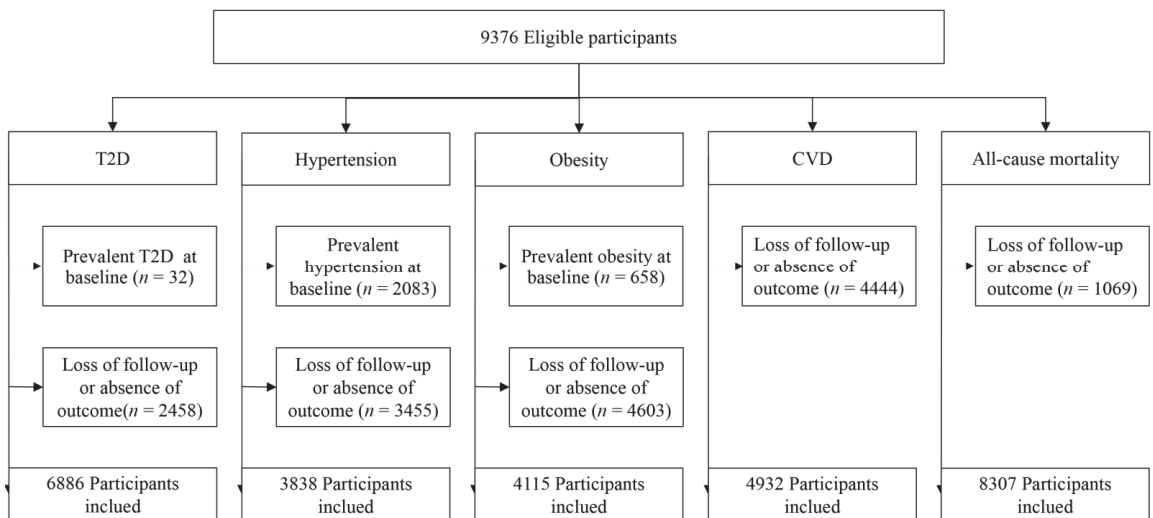 9376 Eligible participants
T2D
Hypertension
Obesity
CVD
All-cause mortality
Prevalent T2D at
baseline (n = 32)
Prevalent
hypertension at
baseline (n = 2083)
Prevalent obesity at
baseline (n = 658)
Loss of follow-up
or absence of
outcome (n = 4444)
Loss of follow-up
or absence of
outcome (n = 1069)
Loss of follow-up
or absence of
outcome(n = 2458)
Loss of follow-up
or absence of
outcome (n = 3455)
Loss of follow-up
or absence of
outcome (n = 4603)
6886 Participants
inclued
3838 Participants
inclued
4115 Participants
inclued
4932 Participants
inclued
8307 Participants
inclued